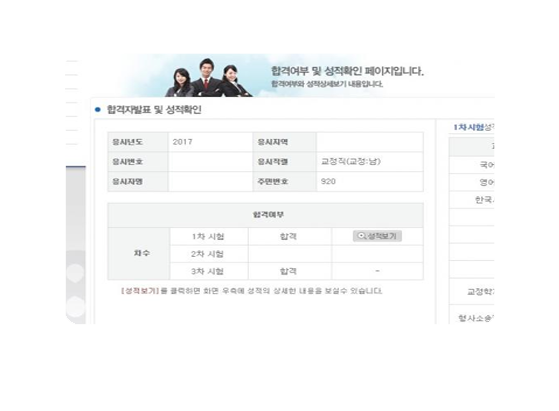 합격여부 및 성적확인 페이지입니다.
합격여부와 성적상세보기 내용입니다.
합격자발표 및 성적확인
응시년도 2017 응시지역
응시번호 응시직렬 교정직(교정:남)
응시자명 주민번호 920
합격여부
차수
1차 시험 합격 성적보기
2차 시험
3차 시험 합격 -
[성적보기]를 클릭하면 화면 우측에 성적의 상세한 내용을 보실수 있습니다.
1차시험성
국어
영어
한국
교정학
형사소송